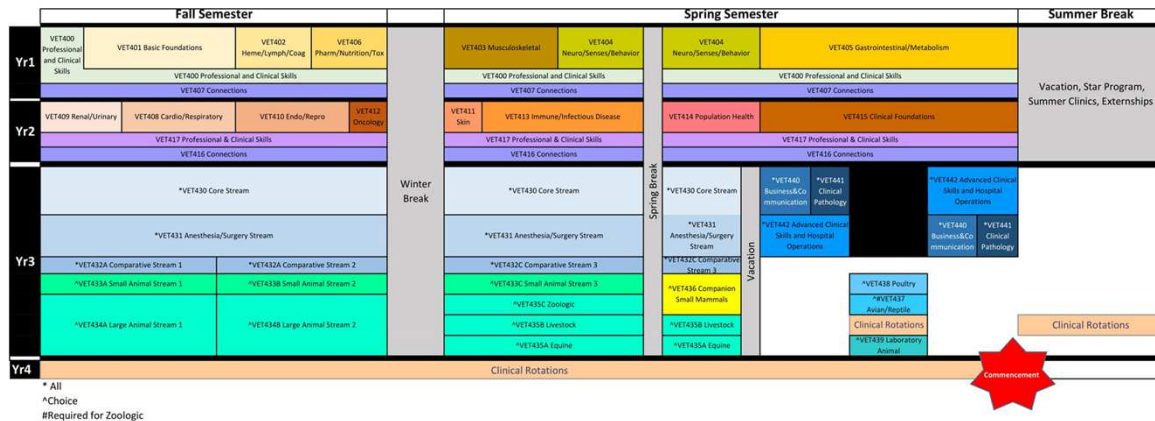 Fall Semester
Spring Semester
Summer Break
Yr1
VET400
Professional
and Clinical
Skills
VET401 Basic Foundations
VET402
Heme/Lymph/Coag
VET406
Pharm/Nutrition/Tox
VET403 Musculoskeletal
VET404
Neuro/Senses/Behavior
VET404
Neuro/Senses/Behavior
VET405 Gastrointestinal/Metabolism
VET400 Professional and Clinical Skills
VET400 Professional and Clinical Skills
VET400 Professional and Clinical Skills
VET407 Connections
VET407 Connections
VET407 Connections
Vacation, Star Program,
Summer Clinics, Externships
Yr2
VET409 Renal/Urinary
VET408 Cardio/Respiratory
VET410 Endo/Repro
VET412
Oncology
VET411
Skin
VET413 Immune/Infectious Disease
VET414 Population Health
VET415 Clinical Foundations
VET417 Professional & Clinical Skills
VET417 Professional & Clinical Skills
VET417 Professional & Clinical Skills
VET416 Connections
VET416 Connections
VET416 Connections
Winter
Break
Spring Break
Vacation
Yr3
*VET430 Core Stream
*VET430 Core Stream
*VET430 Core Stream
*VET440
Business&Co
mmunication
*VET441
Clinical
Pathology
*VET442 Advanced Clinical
Skills and Hospital
Operations
*VET431 Anesthesia/Surgery Stream
*VET431 Anesthesia/Surgery Stream
*VET431
Anesthesia/Surgery
Stream
*VET442 Advanced Clinical
Skills and Hospital
Operations
*VET440
Business&Co
mmunication
*VET441
Clinical
Pathology
*VET432A Comparative Stream 1
*VET432A Comparative Stream 2
*VET432C Comparative Stream 3
*VET432C Comparative
Stream 3
^VET433A Small Animal Stream 1
^VET433B Small Animal Stream 2
^VET433C Small Animal Stream 3
^VET436 Companion
Small Mammals
^VET438 Poultry
^VET434A Large Animal Stream 1
^VET434B Large Animal Stream 2
^VET435C Zoologic
^#VET437
Avian/Reptile
^VET435B Livestock
^VET435B Livestock
Clinical Rotations
Clinical Rotations
^VET435A Equine
^VET435A Equine
^VET439 Laboratory
Animal
Yr4
Clinical Rotations
Commencement
* All
^Choice
#Required for Zoologic